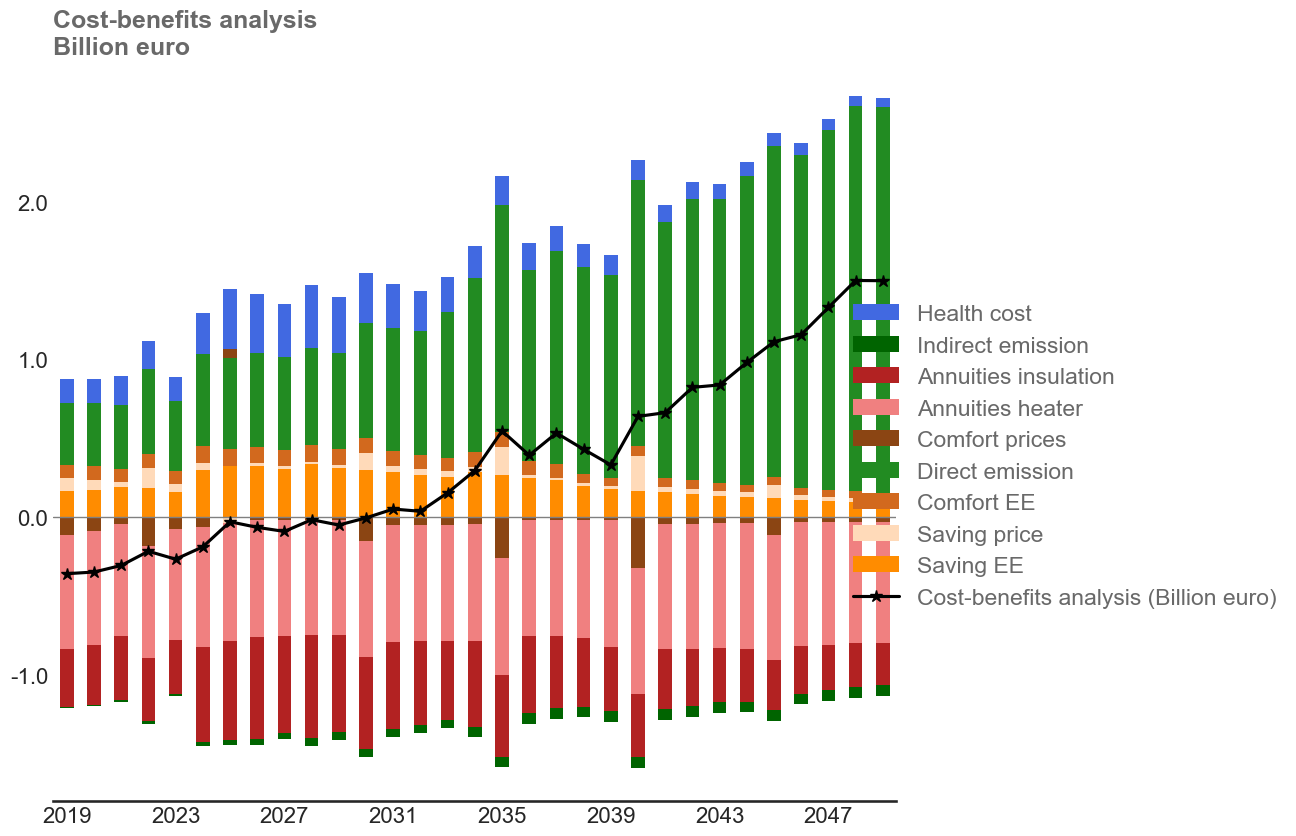 Cost-benefits analysis
Billion euro
2.0
1.0
0.0
-1.0
2019 2023 2027 2031 2035 2039 2043 2047
Health cost
Indirect emission
Annuities insulation
Annuities heater
Comfort prices
Direct emission
Comfort EE
Saving price
Saving EE
Cost-benefits analysis (Billion euro)